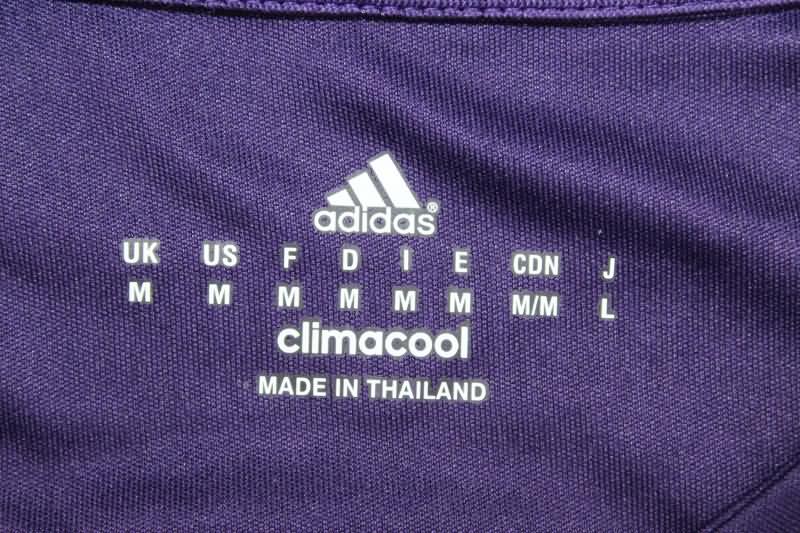 adidas®
UK US F D I E CDN J
M M M M M M M/M L
climacool
MADE IN THAILAND